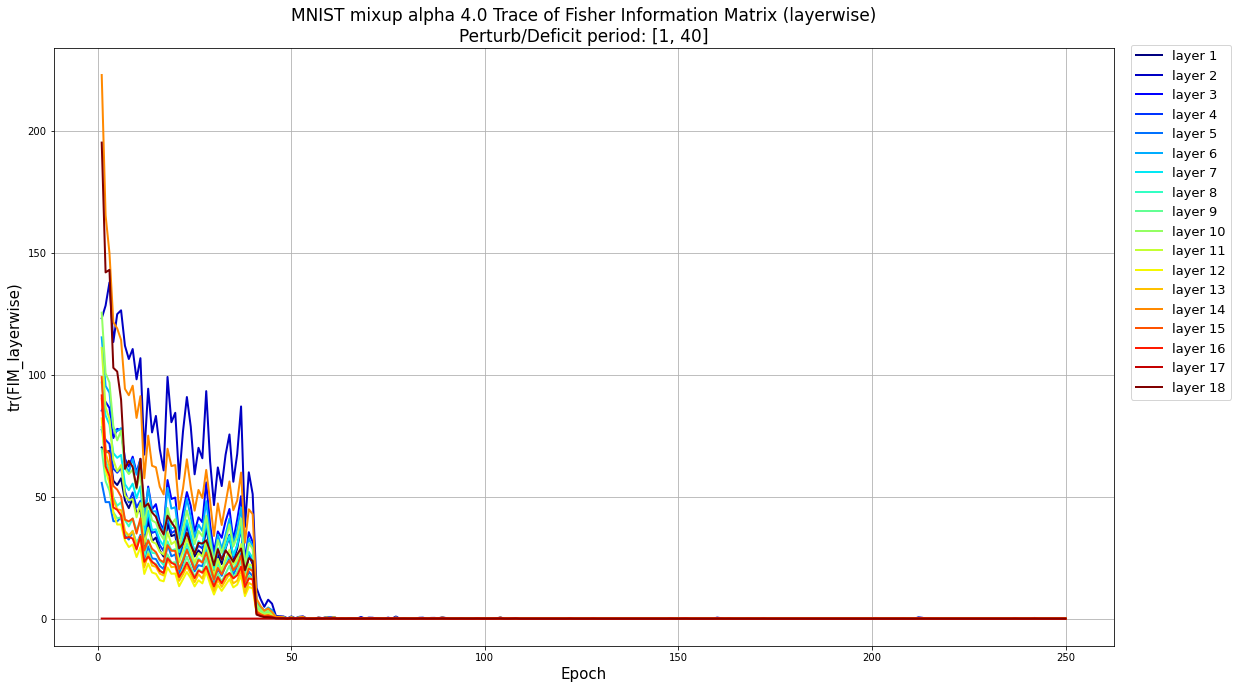 MNIST mixup alpha 4.0 Trace of Fisher Information Matrix (layerwise)
Perturb/Deficit period: [1, 40]
tr(FIM_layerwise)
200
150
100
50
0
0
50
100
150
200
250
Epoch
layer 1
layer 2
layer 3
layer 4
layer 5
layer 6
layer 7
layer 8
layer 9
layer 10
layer 11
layer 12
layer 13
layer 14
layer 15
layer 16
layer 17
layer 18